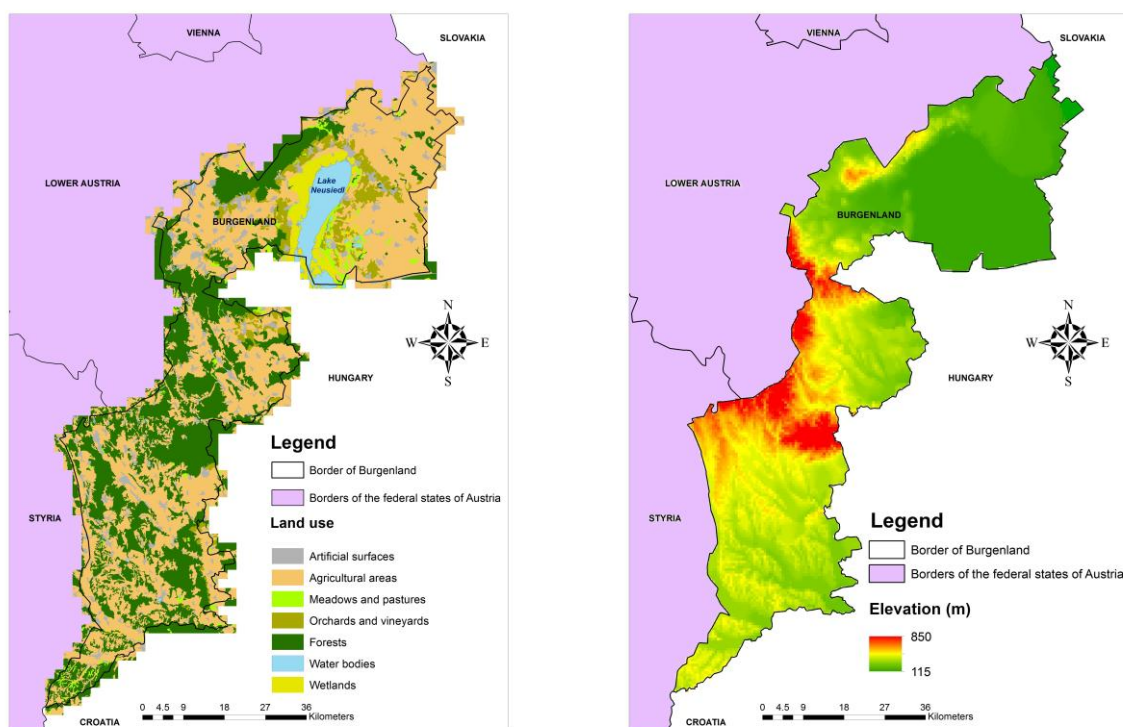 VIENNA
SLOVAKIA
LOWER AUSTRIA
Lake
Neusiedl
BURGENLAND
N
W E
S
HUNGARY
Legend
Border of Burgenland
Borders of the federal states of Austria
STYRIA
Land use
Artificial surfaces
Agricultural areas
Meadows and pastures
Orchards and vineyards
Forests
Water bodies
Wetlands
0 4.5 9 18 27 36
Kilometers
CROATIA
VIENNA
SLOVAKIA
LOWER AUSTRIA
BURGENLAND
N
W E
S
HUNGARY
STYRIA
Legend
Border of Burgenland
Borders of the federal states of Austria
Elevation (m)
850
115
0 4.5 9 18 27 36
Kilometers
CROATIA